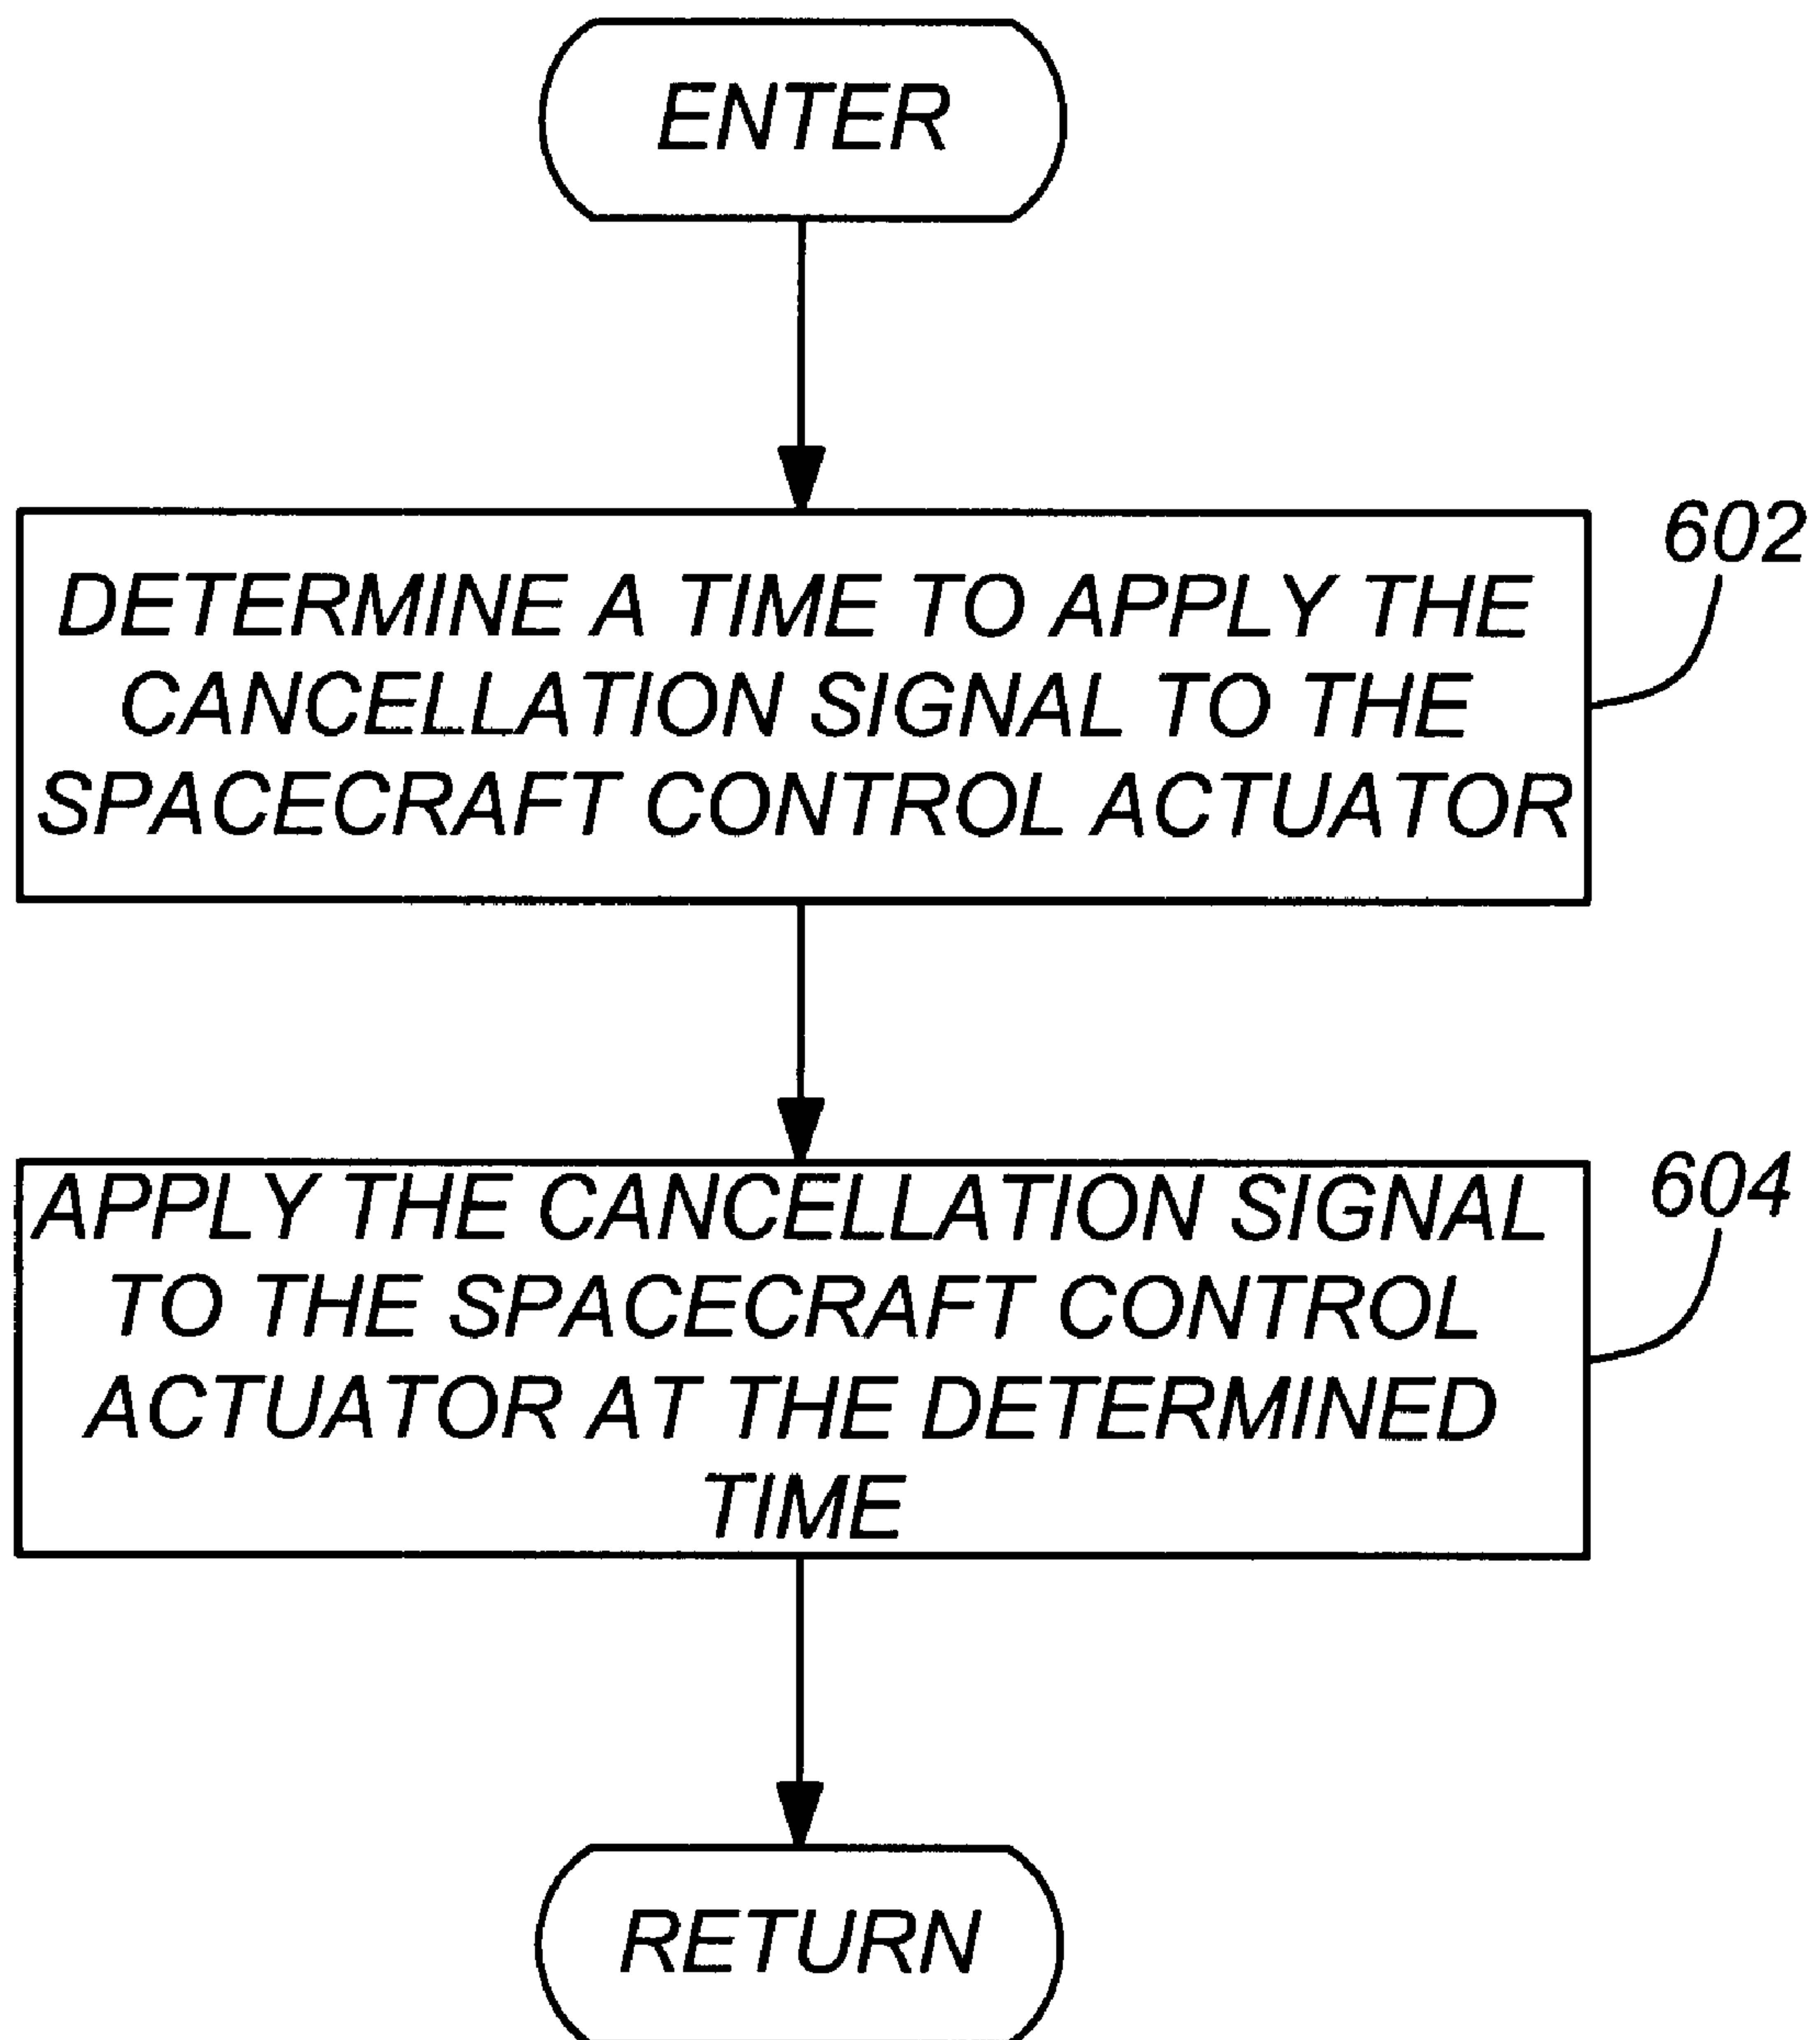 ENTER
602
DETERMINE A TIME TO APPLY THE
CANCELLATION SIGNAL TO THE
SPACECRAFT CONTROL ACTUATOR
604
APPLY THE CANCELLATION SIGNAL
TO THE SPACECRAFT CONTROL
ACTUATOR AT THE DETERMINED
TIME
RETURN